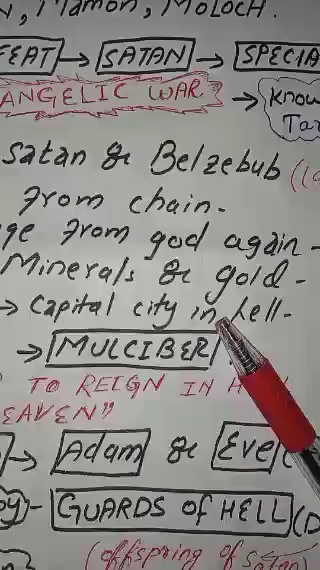 MAMON, MOLOCH.
FEAT → SATAN → SPECIA
ANGELIC WAR → Know
Satan & Belzebub
From chain.
ge From god again -
Minerals & gold -
→ Capital city in hell.
→ MULCIBER
TO REIGN IN
EAVEN"
→ Adam & Eve
- GUARDS of HELL (D
(offspring of Satan)